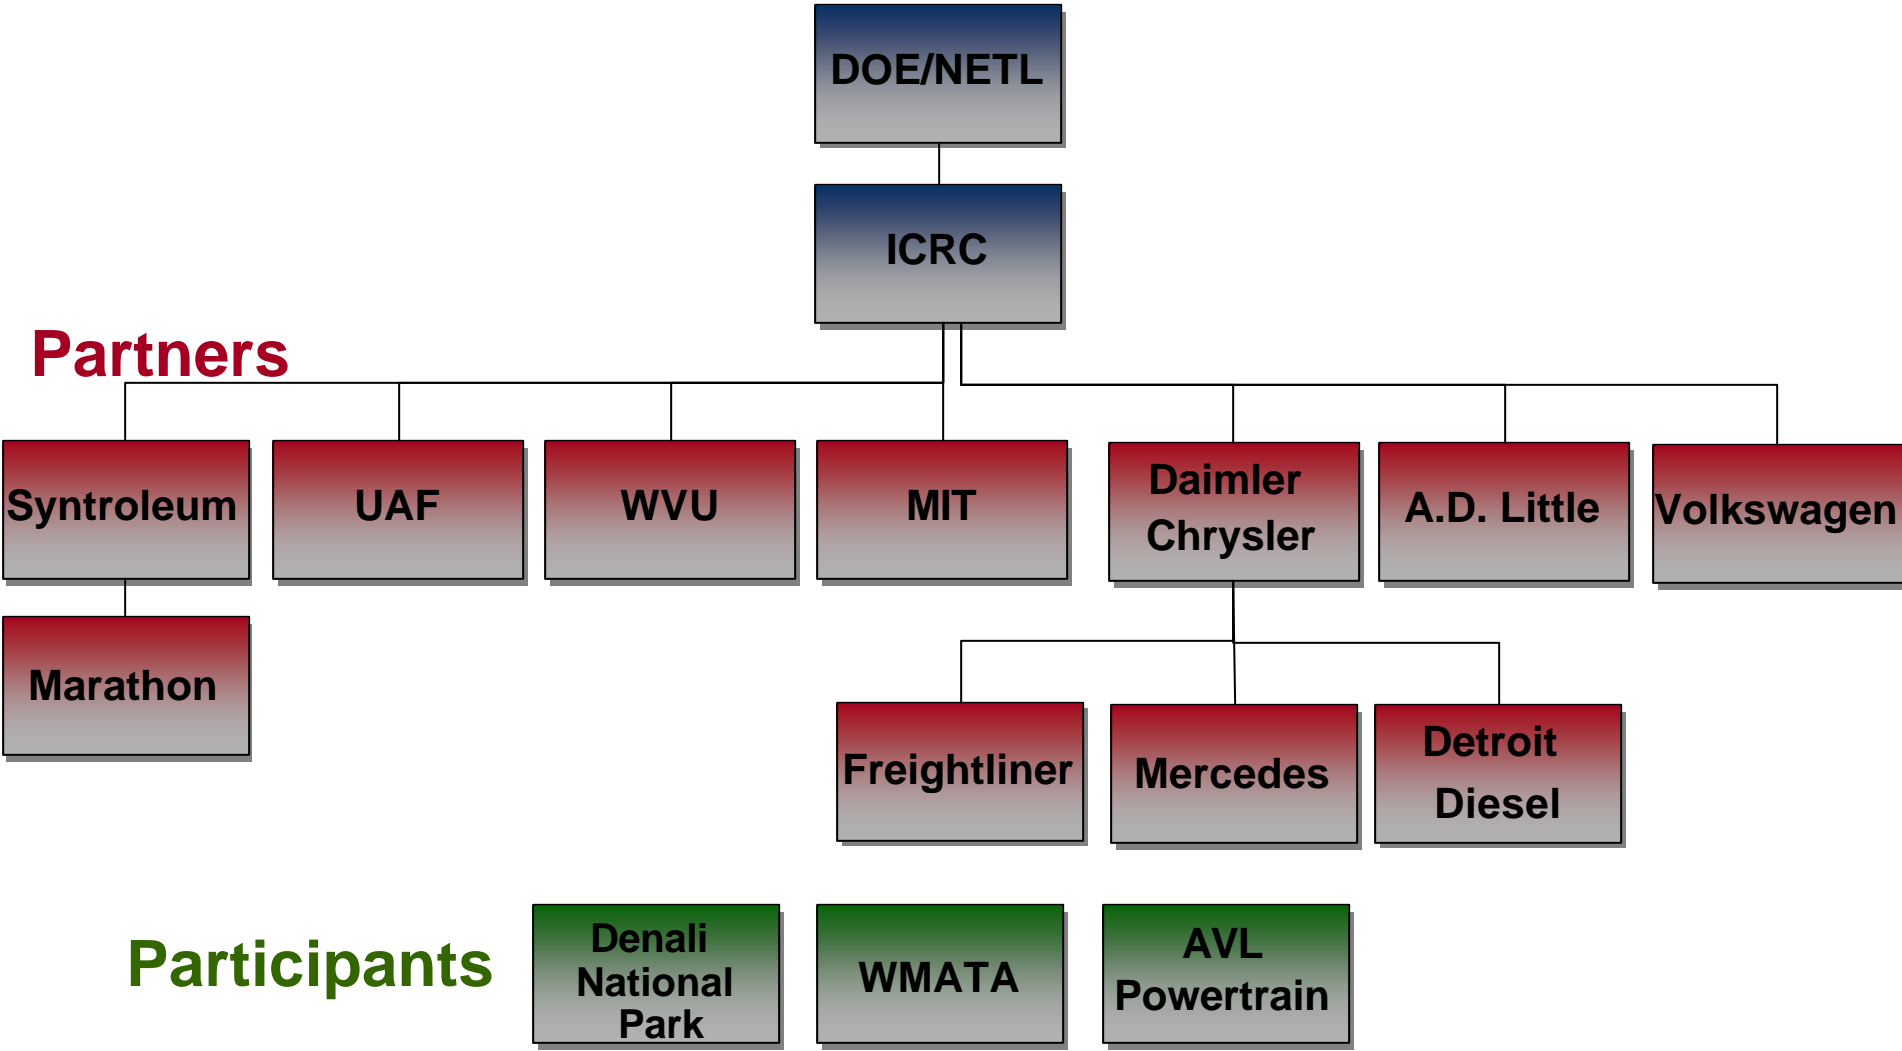 DOE/NETL
ICRC
Partners
Syntroleum
UAF
WVU
MIT
Daimler
Chrysler
A.D. Little
Volkswagen
Marathon
Freightliner
Mercedes
Detroit
Diesel
Participants
Denali
National
Park
WMATA
AVL
Powertrain